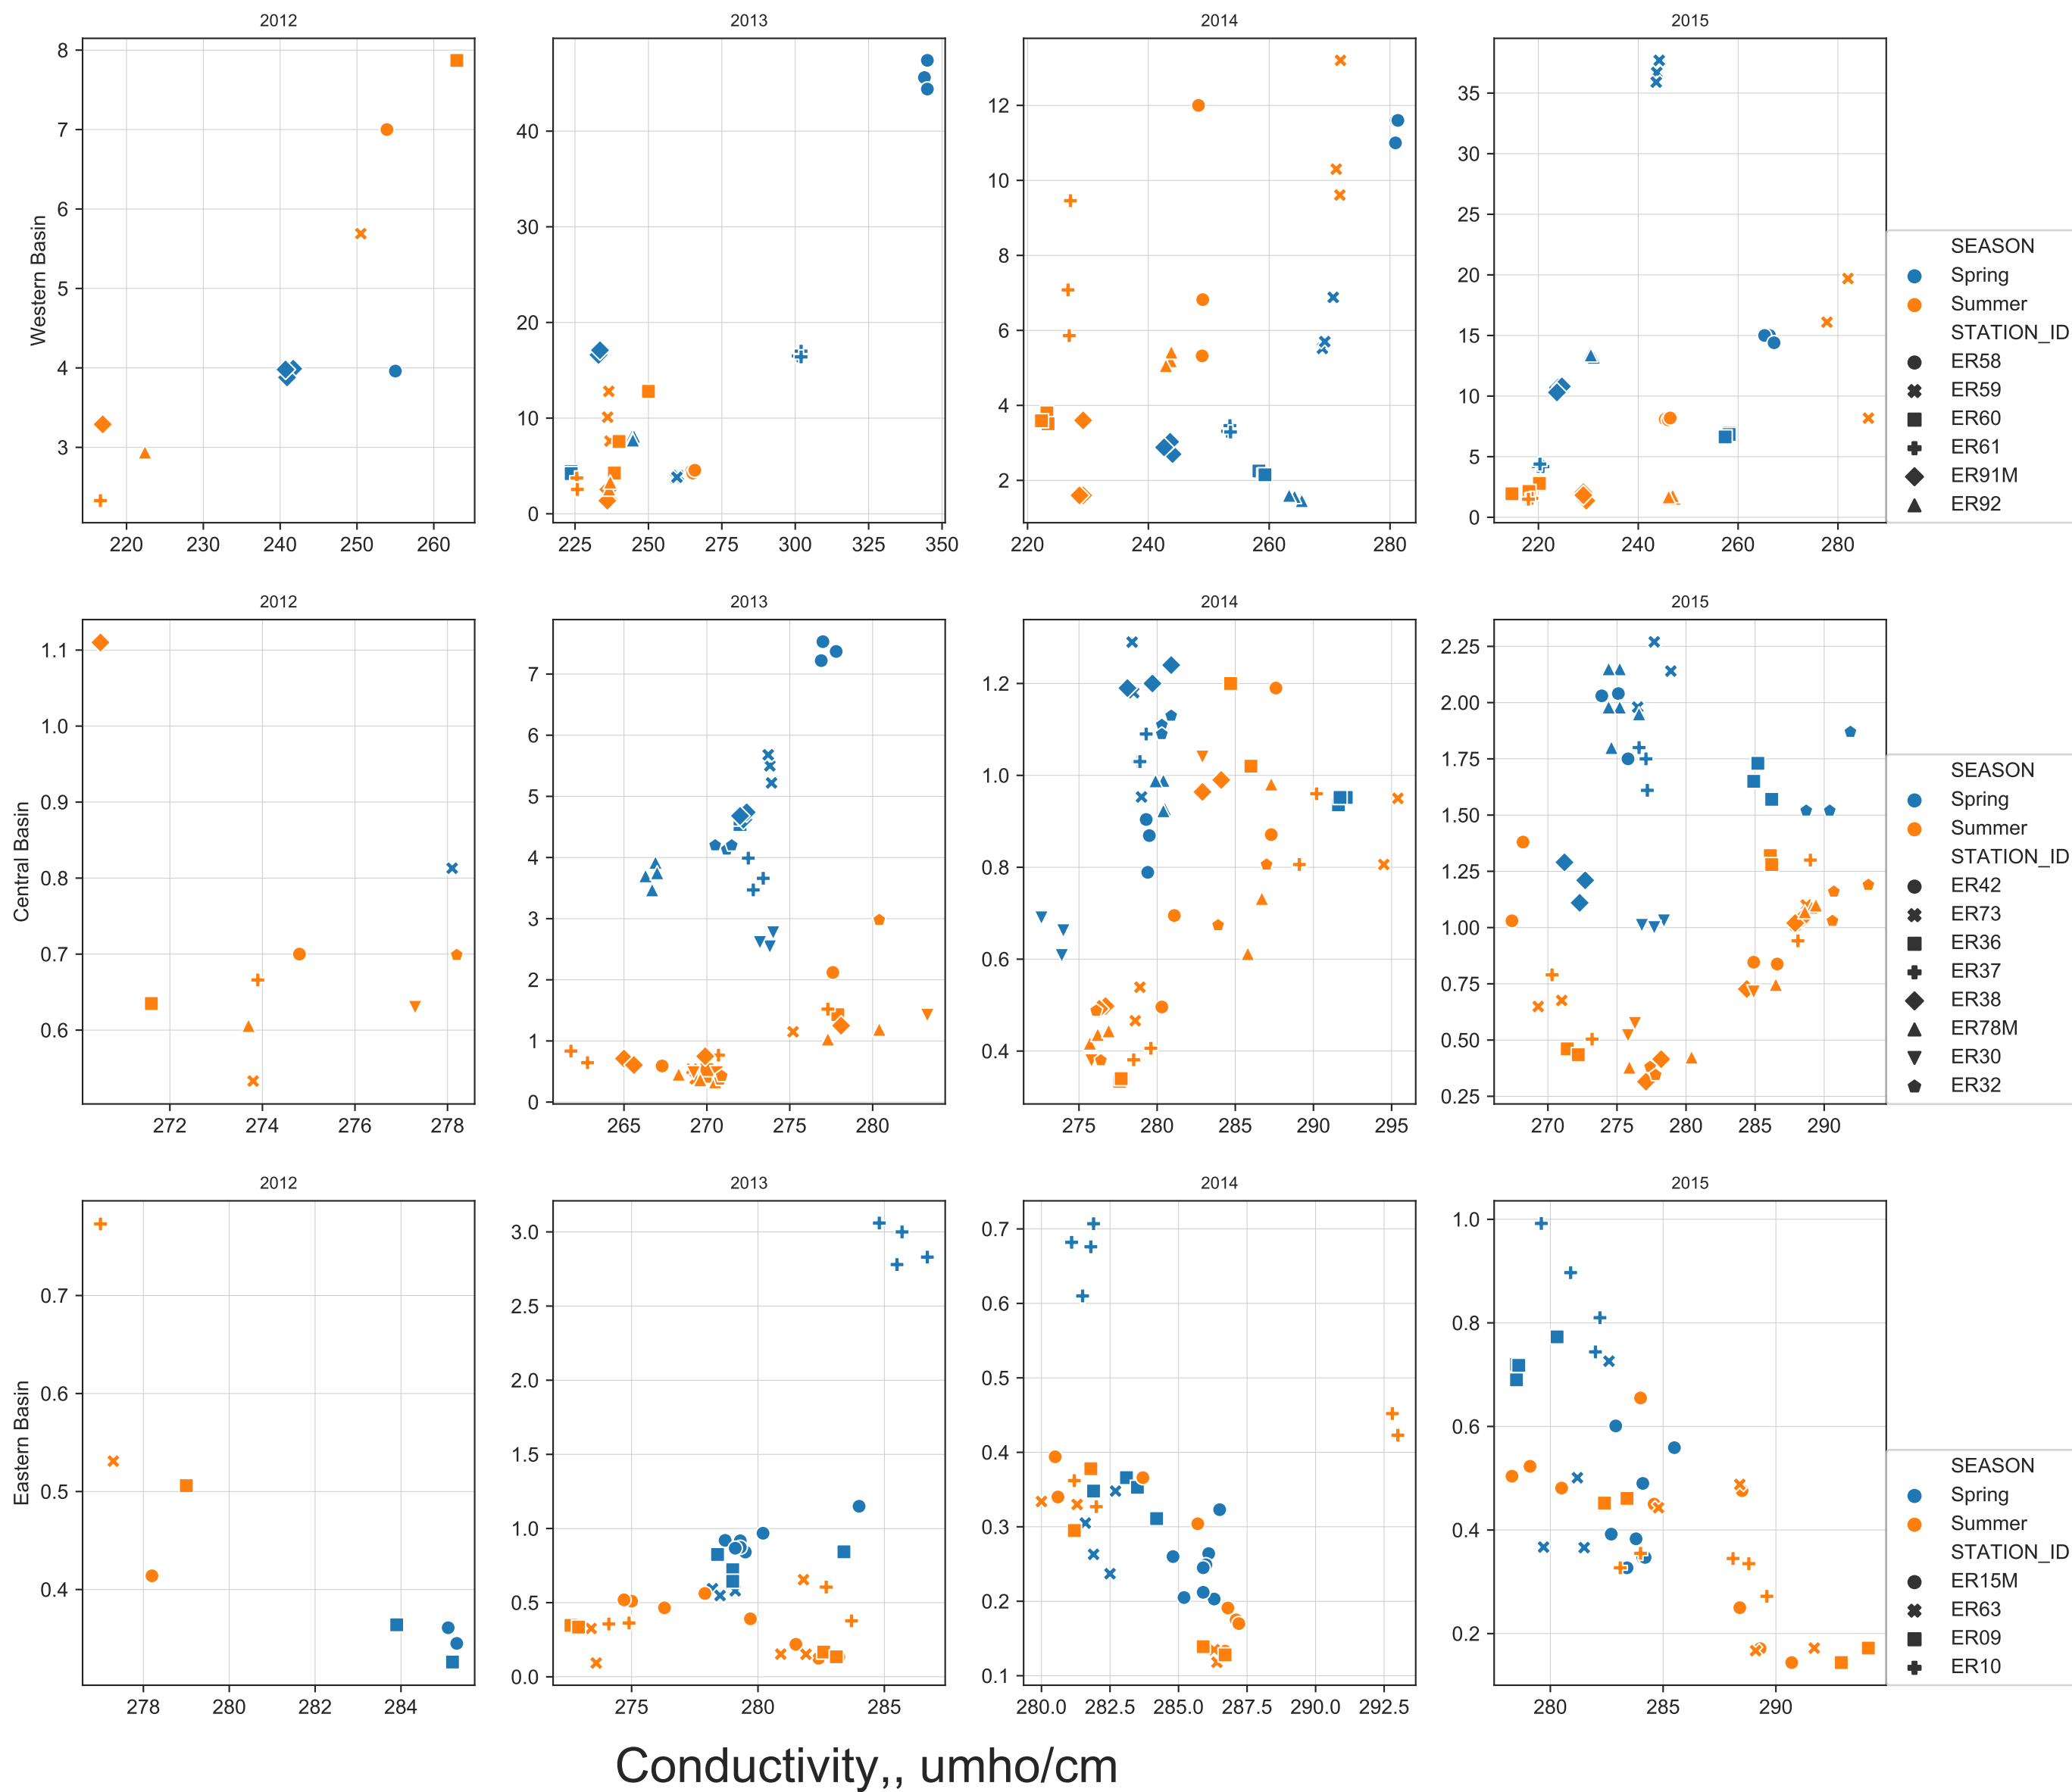 2012 2013 2014 2015
8
7
6
5
4
3
220 230 240 250 260
Western Basin
40
30
20
10
0
225 250 275 300 325 350
12
10
8
6
4
2
220 240 260 280
35
30
25
20
15
10
5
0
220 240 260 280
SEASON
Spring
Summer
STATION_ID
ER58
ER59
ER60
ER61
ER91M
ER92
2012 2013 2014 2015
1.1
1.0
0.9
0.8
0.7
0.6
272 274 276 278
Central Basin
7
6
5
4
3
2
1
0
265 270 275 280
1.2
1.0
0.8
0.6
0.4
275 280 285 290 295
2.25
2.00
1.75
1.50
1.25
1.00
0.75
0.50
0.25
270 275 280 285 290
SEASON
Spring
Summer
STATION_ID
ER42
ER73
ER36
ER37
ER38
ER78M
ER30
ER32
2012 2013 2014 2015
0.7
0.6
0.5
0.4
278 280 282 284
Eastern Basin
3.0
2.5
2.0
1.5
1.0
0.5
0.0
275 280 285
0.7
0.6
0.5
0.4
0.3
0.2
0.1
280.0 282.5 285.0 287.5 290.0 292.5
1.0
0.8
0.6
0.4
0.2
280 285 290
SEASON
Spring
Summer
STATION_ID
ER15M
ER63
ER09
ER10
Conductivity,, umho/cm